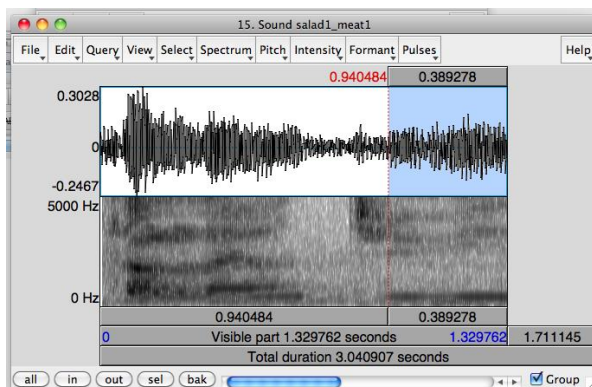 15. Sound salad1_meat1
File Edit Query View Select Spectrum Pitch Intensity Formant Pulses Help
0.940484 0.389278
0.3028
0
-0.2467
5000 Hz
0 Hz
0.940484 0.389278
0 Visible part 1.329762 seconds 1.329762 1.711145
Total duration 3.040907 seconds
all in out sel bak Group